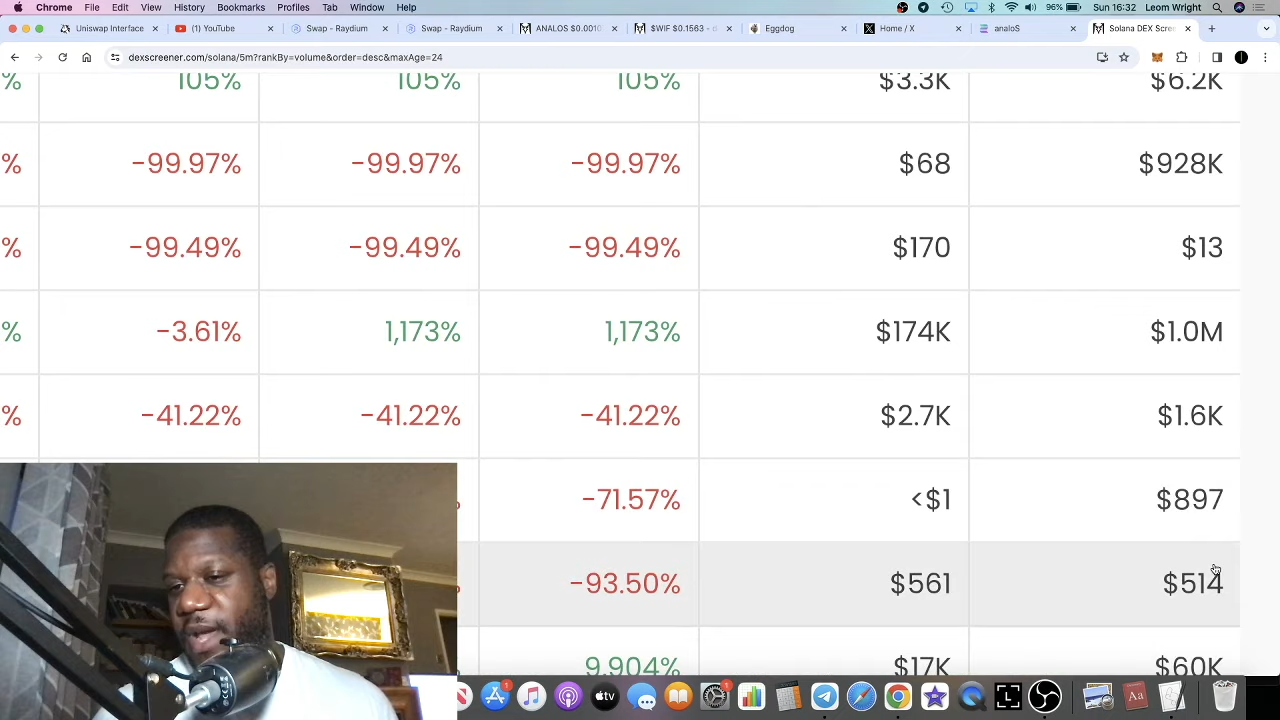 Chrome File Edit View History Bookmarks Profiles Tab Window Help 96% Sun 18 Feb 16:32 Leom Wright
Uniswap Interface (1) YouTube Swap - Raydium Swap - Raydium ANALOS $0.0010 $WIF $0.1563 - Eggdog Home / X analoS Solana DEX Scree
dexscreener.com/solana/5m?rankBy=volume&order=desc&maxAge=24
% 105% 105% 105% $3.3K $6.2K
% -99.97% -99.97% -99.97% $68 $928K
% -99.49% -99.49% -99.49% $170 $13
% -3.61% 1,173% 1,173% $174K $1.0M
% -41.22% -41.22% -41.22% $2.7K $1.6K
-71.57% <$1 $897
-93.50% $561 $514
9,904% $17K $60K
tv